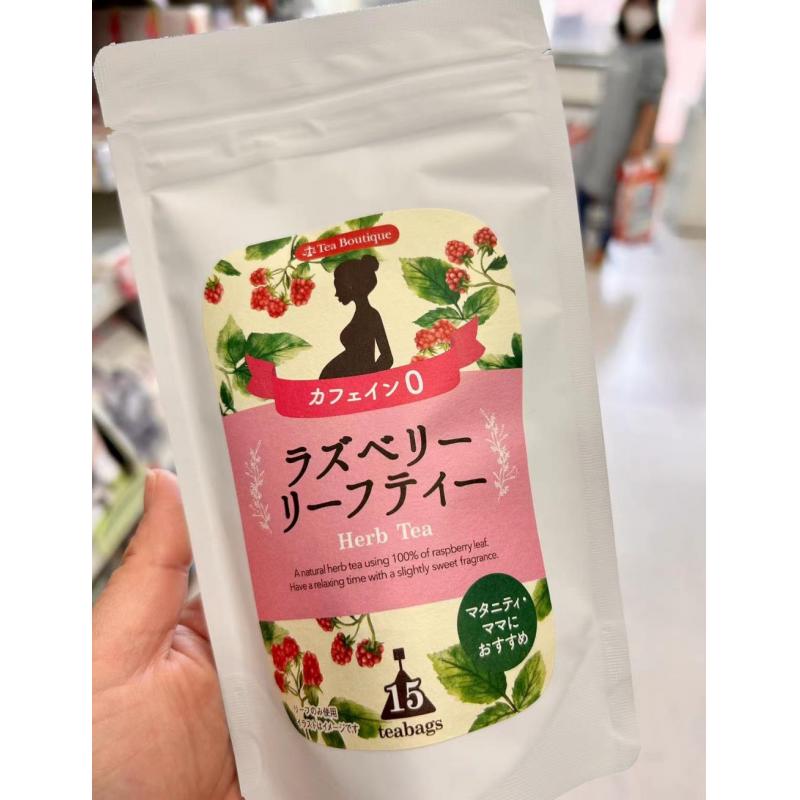 Tea Boutique
カフェイン0
ラズベリー
リーフティー
Herb Tea
A natural herb tea using 100% of raspberry leaf.
Have a relaxing time with a slightly sweet fragrance.
マタニティ・
ママに
おすすめ
15
teabags
リーフのみ使用
イラストはイメージです